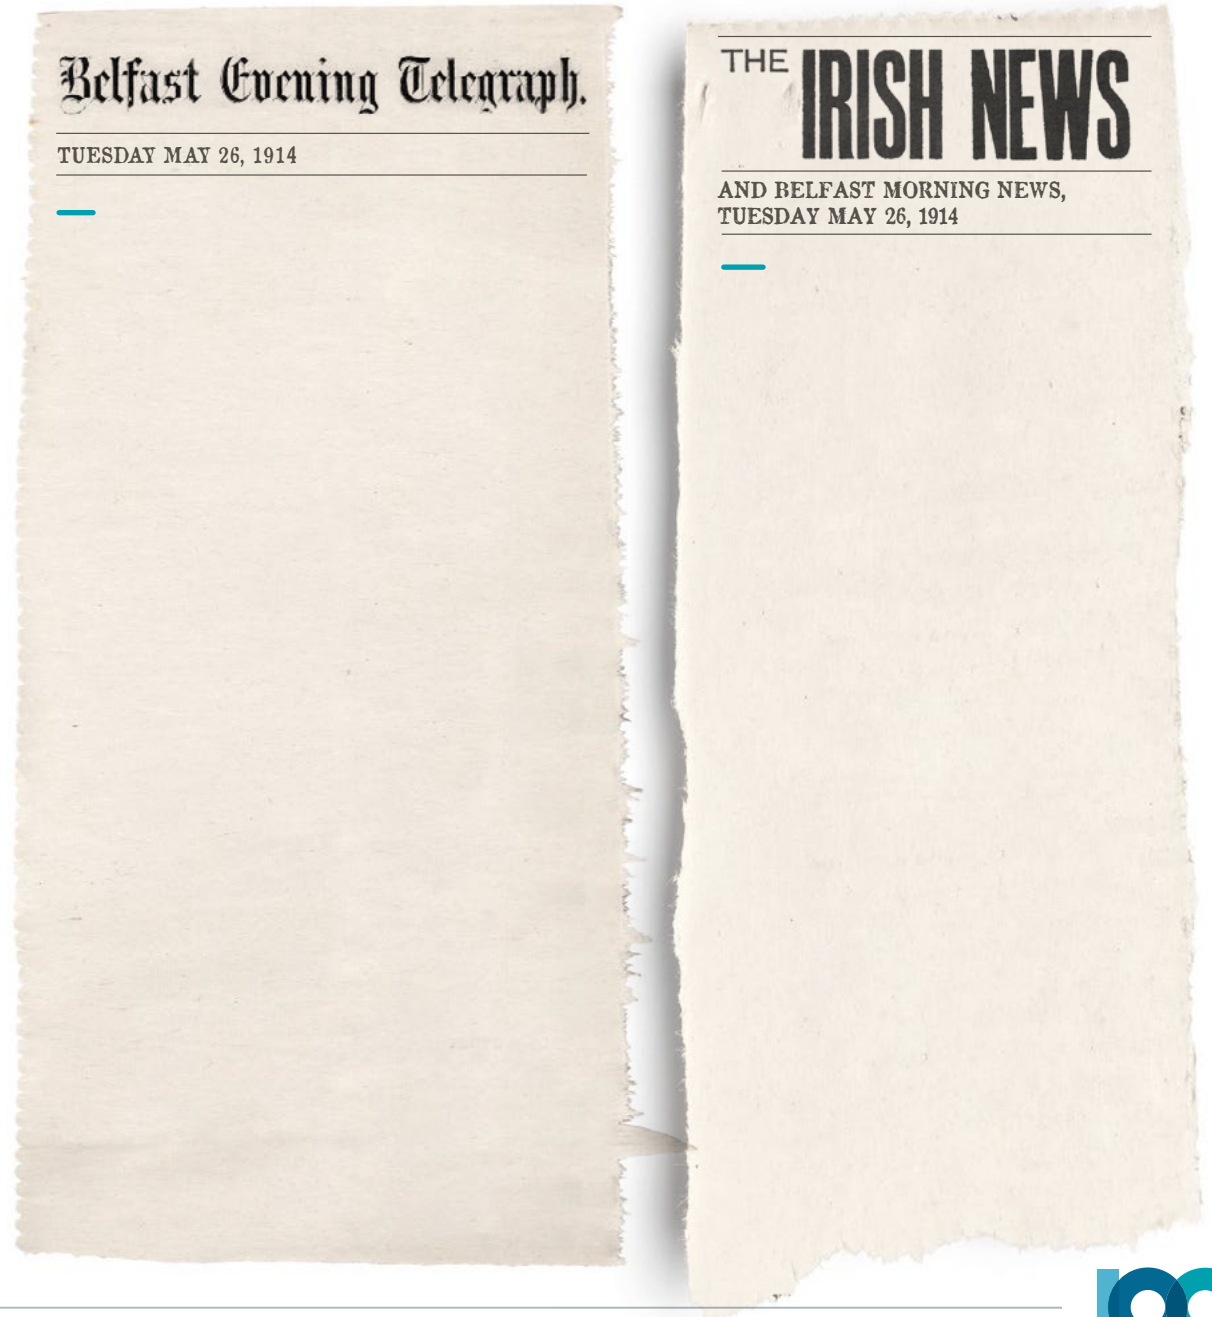 Belfast Evening Telegraph.
TUESDAY MAY 26, 1914
THE IRISH NEWS
AND BELFAST MORNING NEWS,
TUESDAY MAY 26, 1914